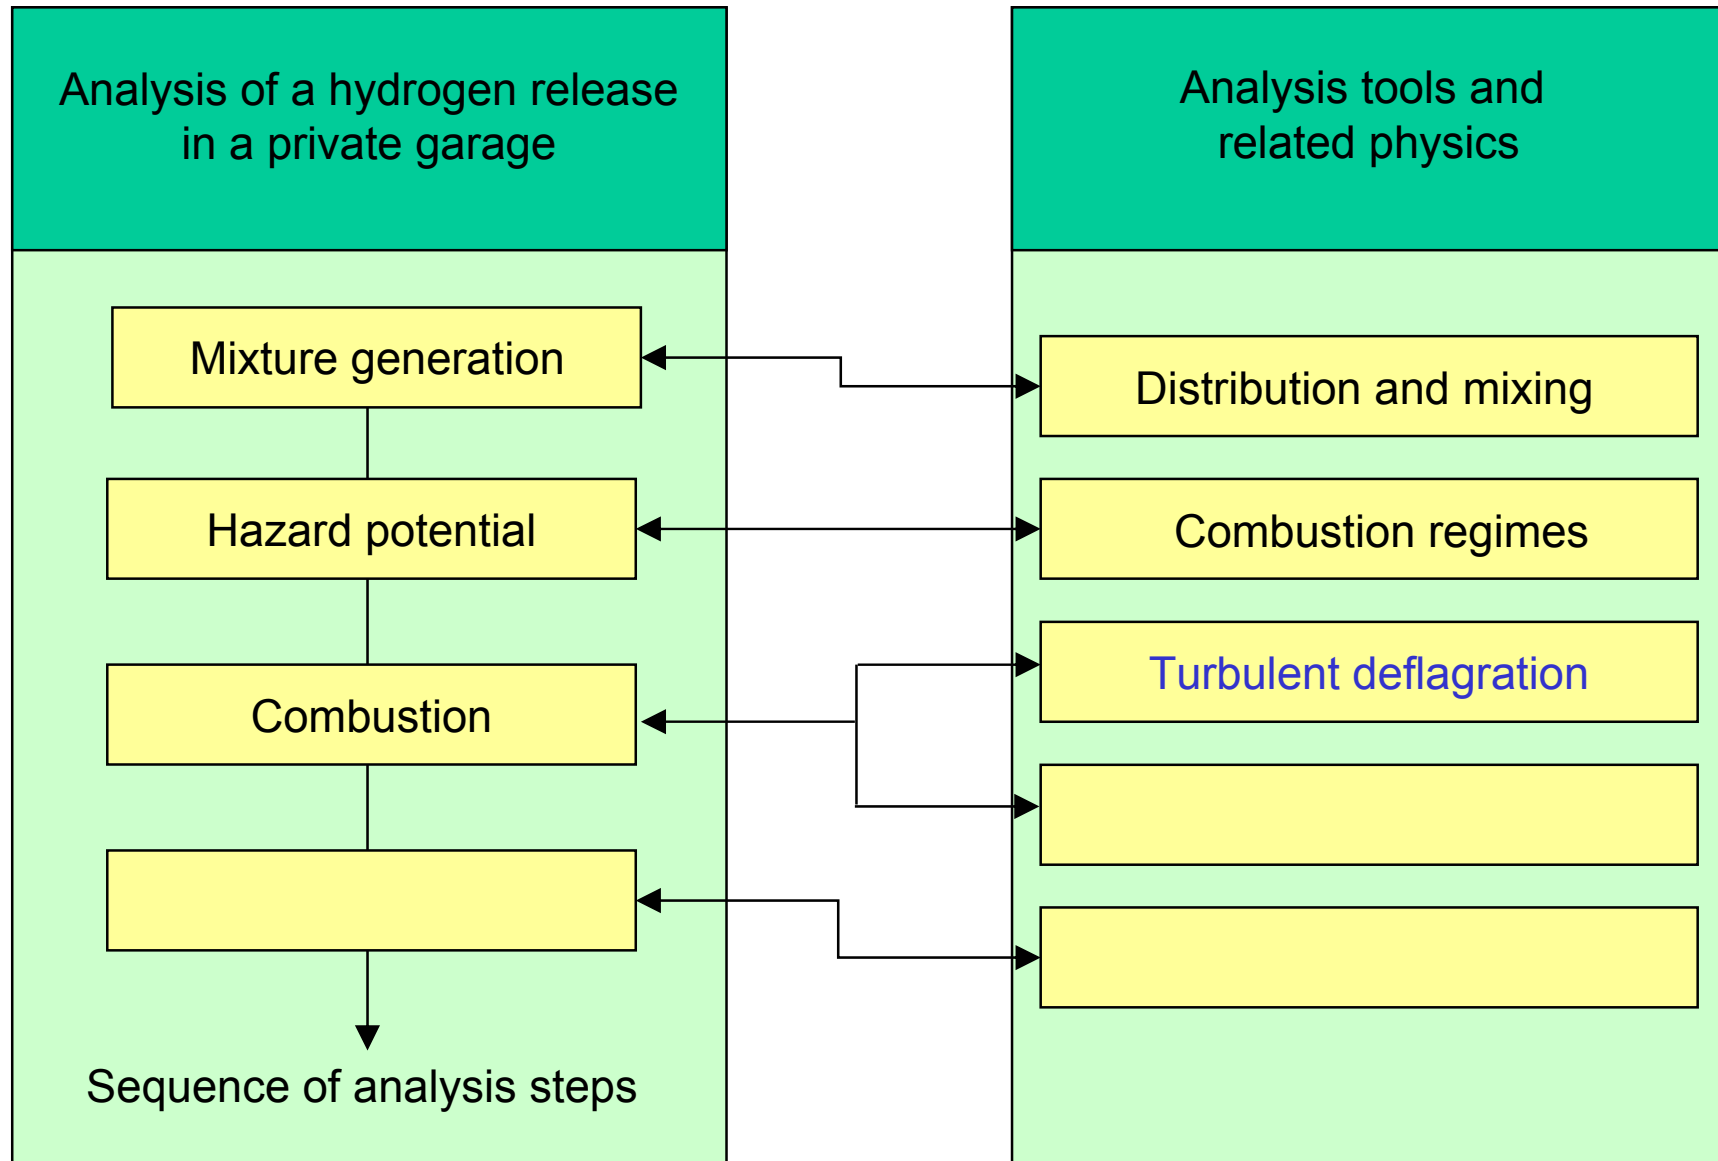 Analysis of a hydrogen release
in a private garage
Mixture generation
Hazard potential
Combustion
Sequence of analysis steps
Analysis tools and
related physics
Distribution and mixing
Combustion regimes
Turbulent deflagration